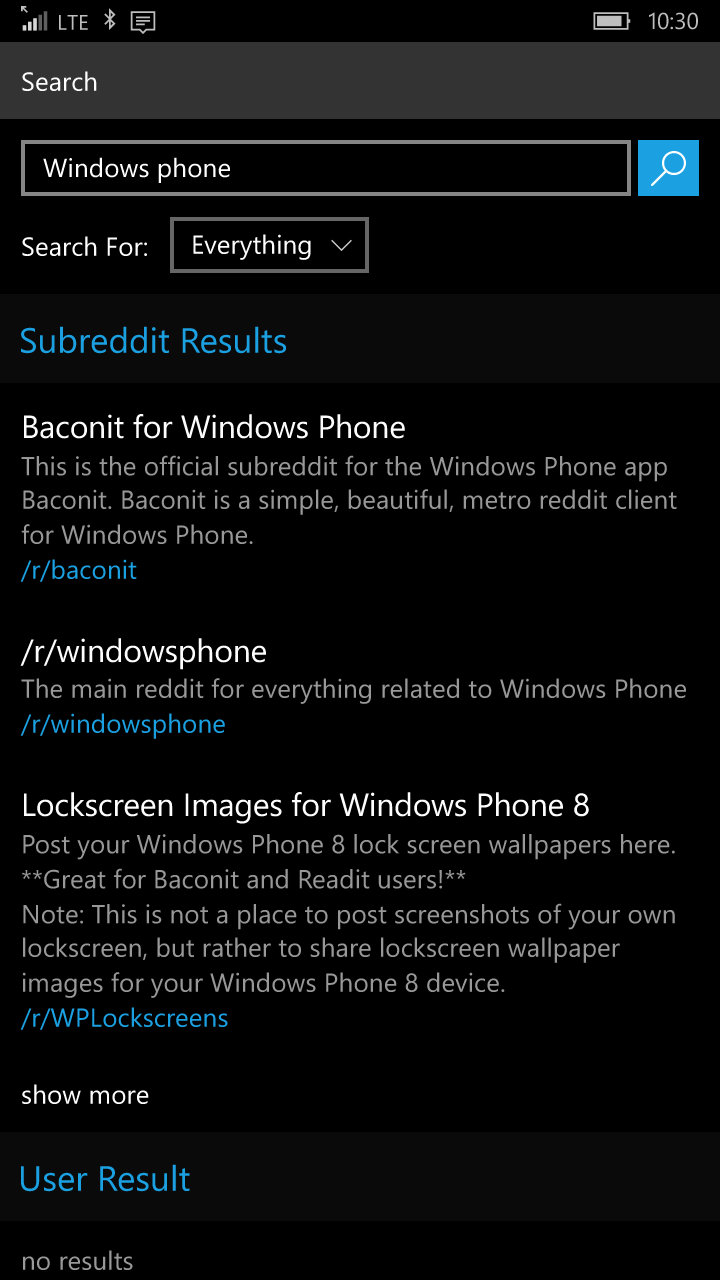 LTE 10:30
Search
Windows phone
Search For: Everything
Subreddit Results
Baconit for Windows Phone
This is the official subreddit for the Windows Phone app
Baconit. Baconit is a simple, beautiful, metro reddit client
for Windows Phone.
/r/baconit
/r/windowsphone
The main reddit for everything related to Windows Phone
/r/windowsphone
Lockscreen Images for Windows Phone 8
Post your Windows Phone 8 lock screen wallpapers here.
**Great for Baconit and Readit users!**
Note: This is not a place to post screenshots of your own
lockscreen, but rather to share lockscreen wallpaper
images for your Windows Phone 8 device.
/r/WPLockscreens
show more
User Result
no results